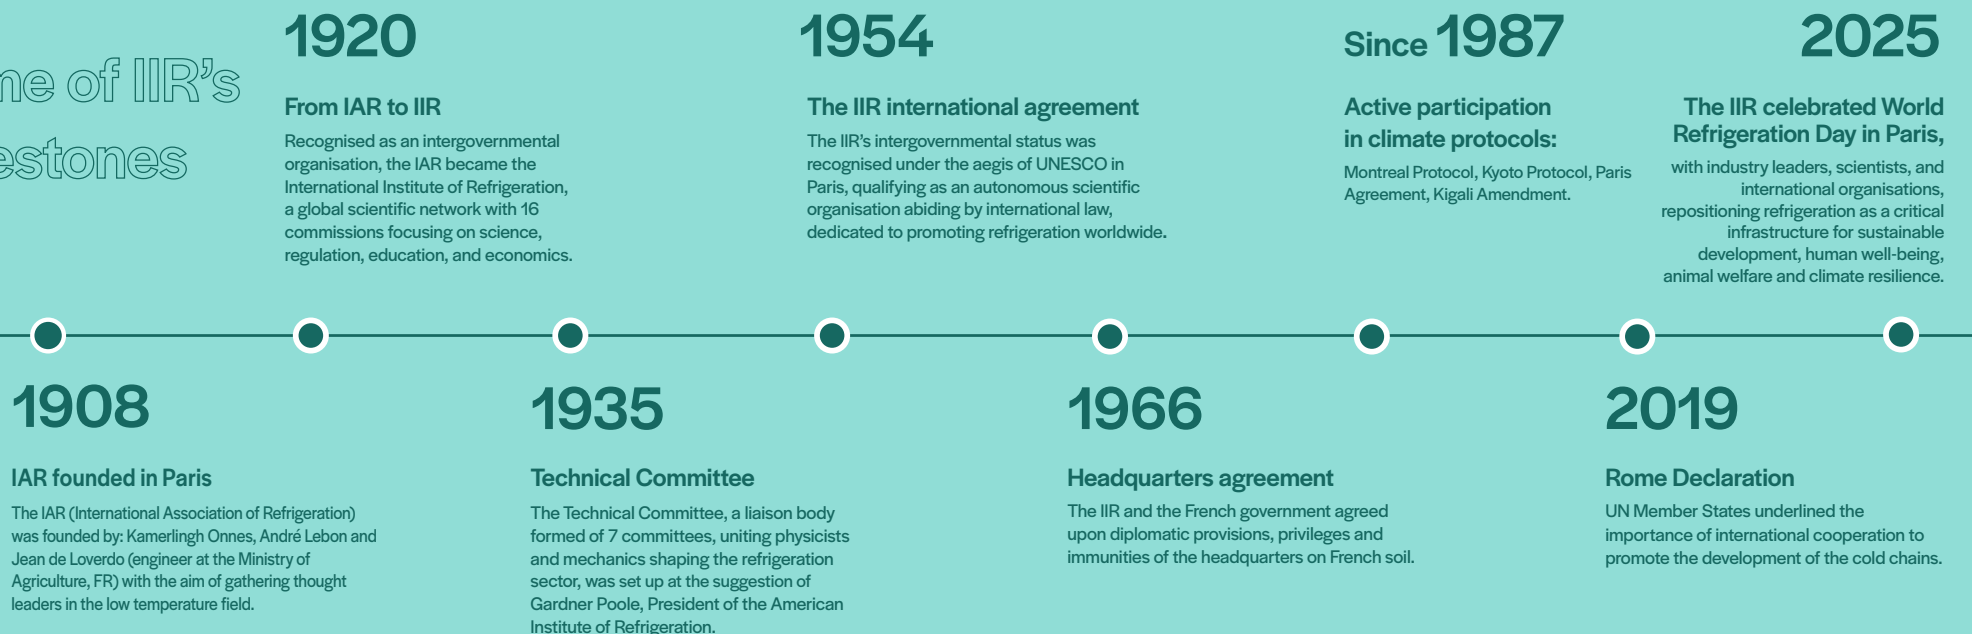 me of IIR's
estones
1920
From IAR to IIR
Recognised as an intergovernmental
organisation, the IAR became the
International Institute of Refrigeration,
a global scientific network with 16
commissions focusing on science,
regulation, education, and economics.
1954
The IIR international agreement
The IIR's intergovernmental status was
recognised under the aegis of UNESCO in
Paris, qualifying as an autonomous scientific
organisation abiding by international law,
dedicated to promoting refrigeration worldwide.
Since 1987
Active participation
in climate protocols:
Montreal Protocol, Kyoto Protocol, Paris
Agreement, Kigali Amendment.
2025
The IIR celebrated World
Refrigeration Day in Paris,
with industry leaders, scientists, and
international organisations,
repositioning refrigeration as a critical
infrastructure for sustainable
development, human well-being,
animal welfare and climate resilience.
1908
IAR founded in Paris
The IAR (International Association of Refrigeration)
was founded by: Kamerlingh Onnes, André Lebon and
Jean de Loverdo (engineer at the Ministry of
Agriculture, FR) with the aim of gathering thought
leaders in the low temperature field.
1935
Technical Committee
The Technical Committee, a liaison body
formed of 7 committees, uniting physicists
and mechanics shaping the refrigeration
sector, was set up at the suggestion of
Gardner Poole, President of the American
Institute of Refrigeration.
1966
Headquarters agreement
The IIR and the French government agreed
upon diplomatic provisions, privileges and
immunities of the headquarters on French soil.
2019
Rome Declaration
UN Member States underlined the
importance of international cooperation to
promote the development of the cold chains.